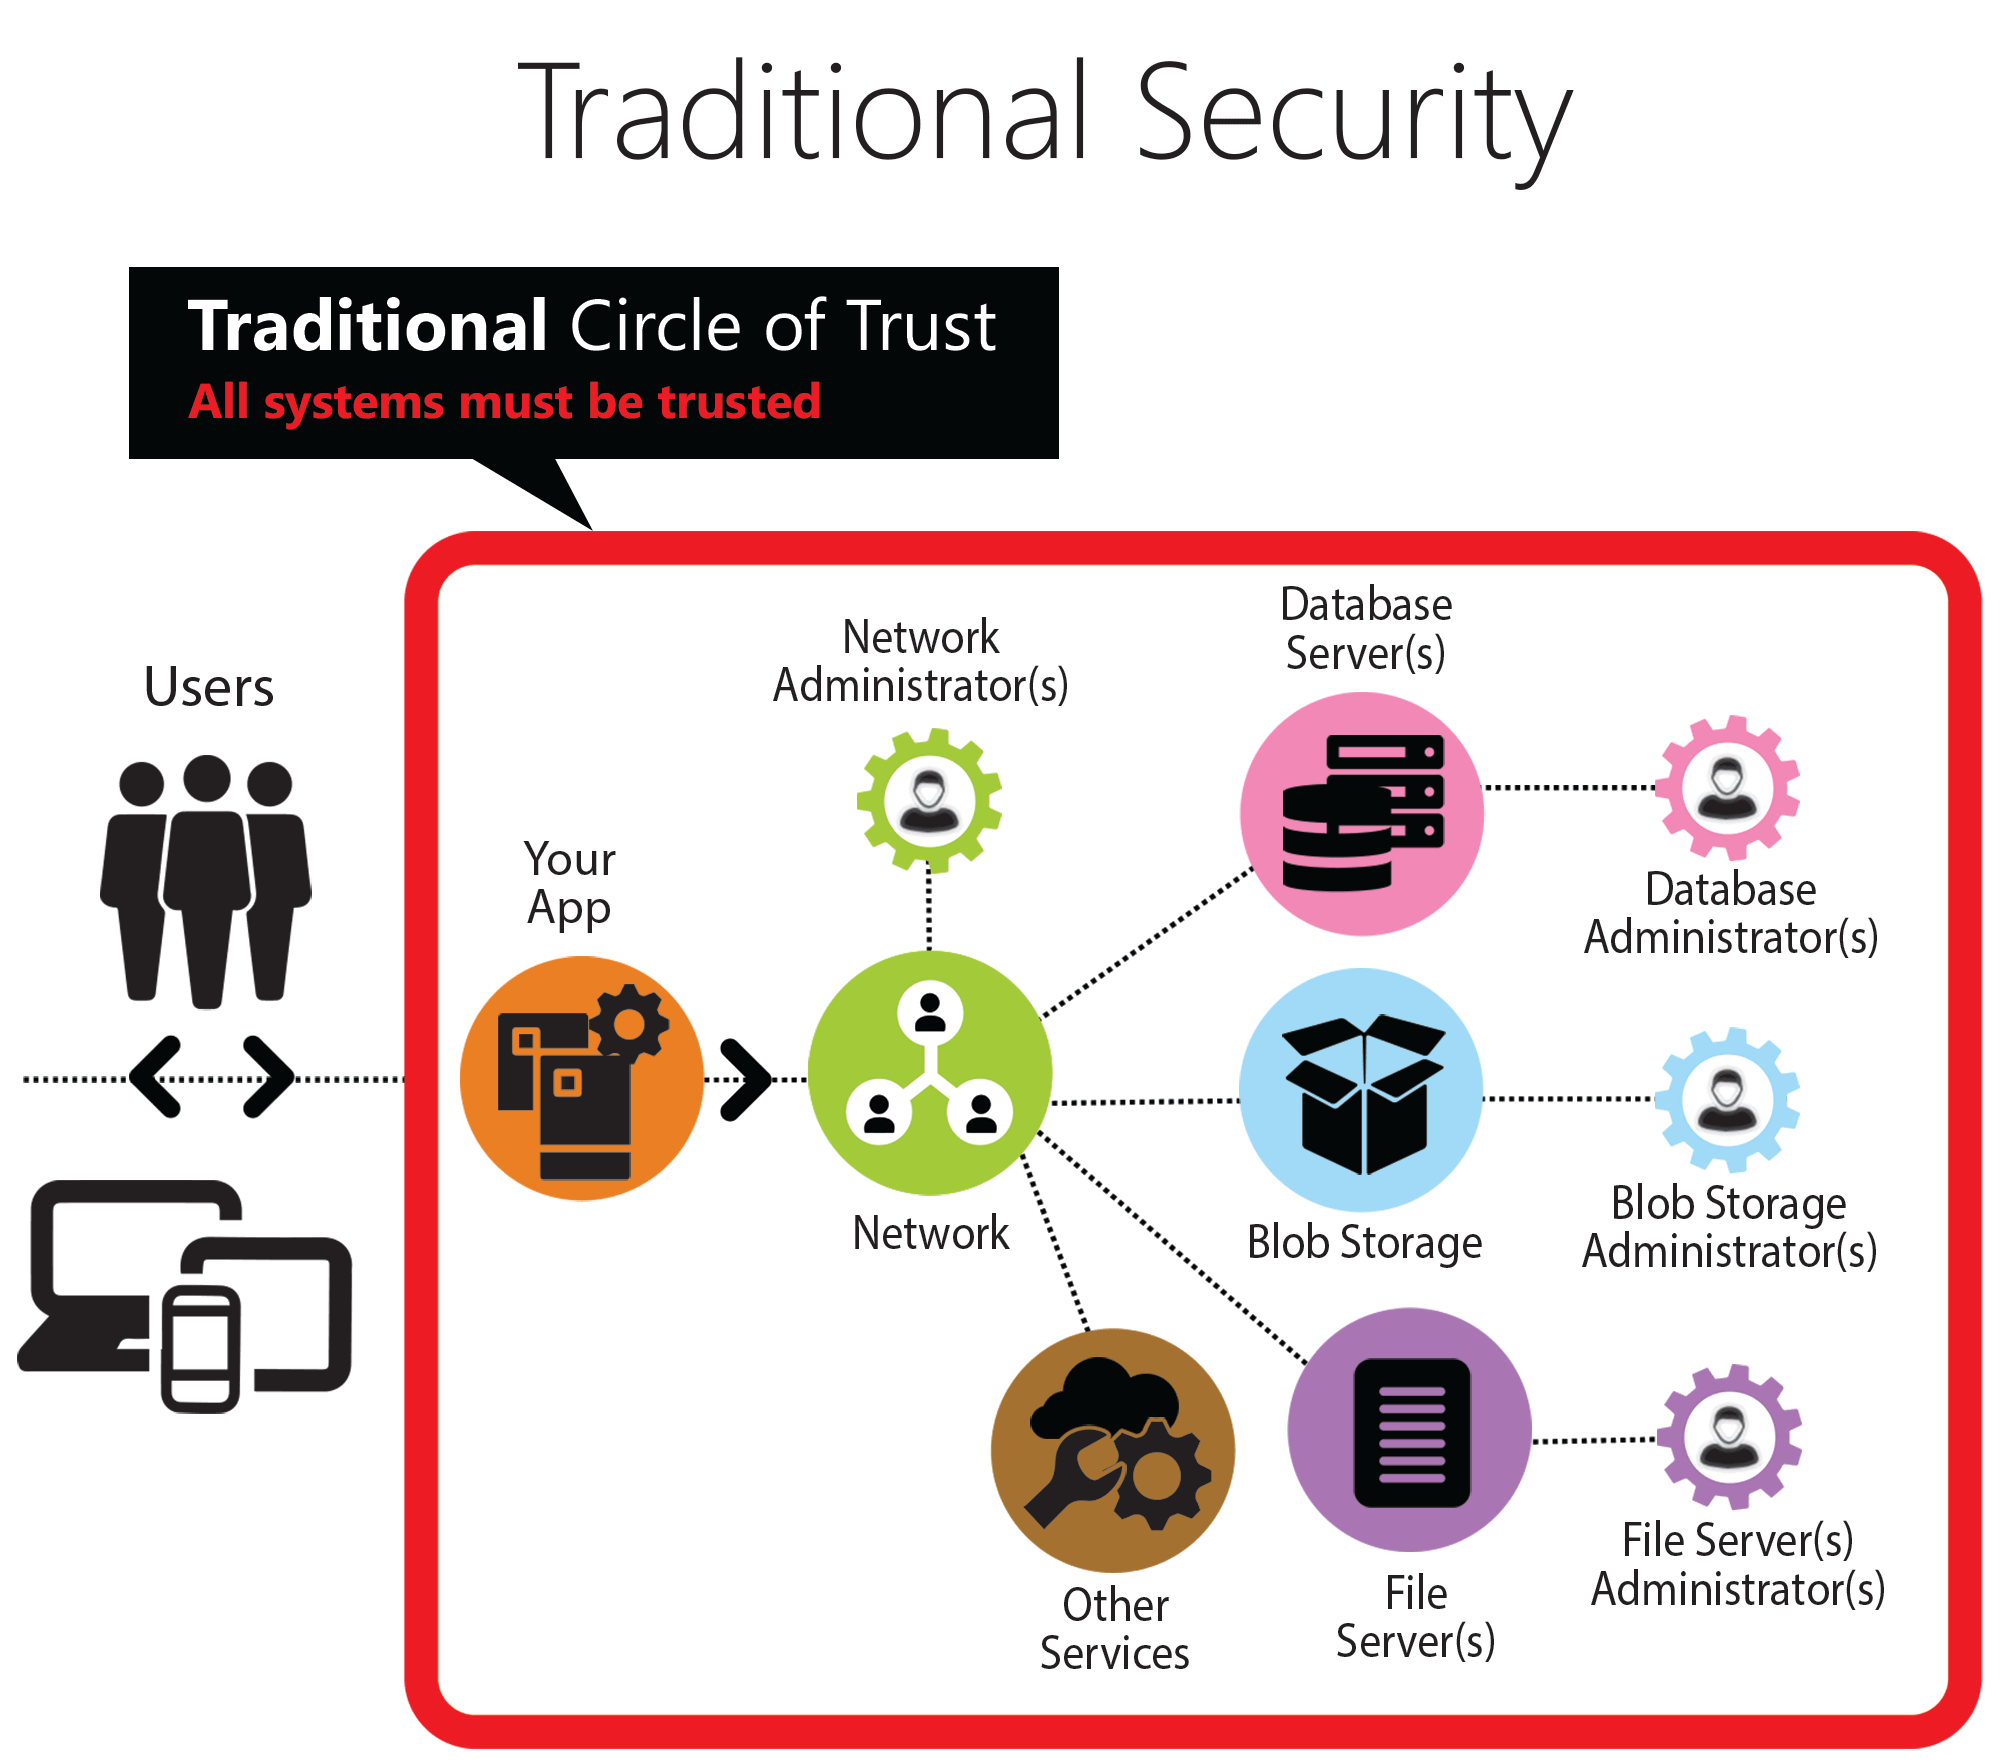 Traditional Security
Traditional Circle of Trust
All systems must be trusted
Users
Your
App
Network
Administrator(s)
Network
Database
Server(s)
Database
Administrator(s)
Blob Storage
Blob Storage
Administrator(s)
Other
Services
File
Server(s)
File Server(s)
Administrator(s)